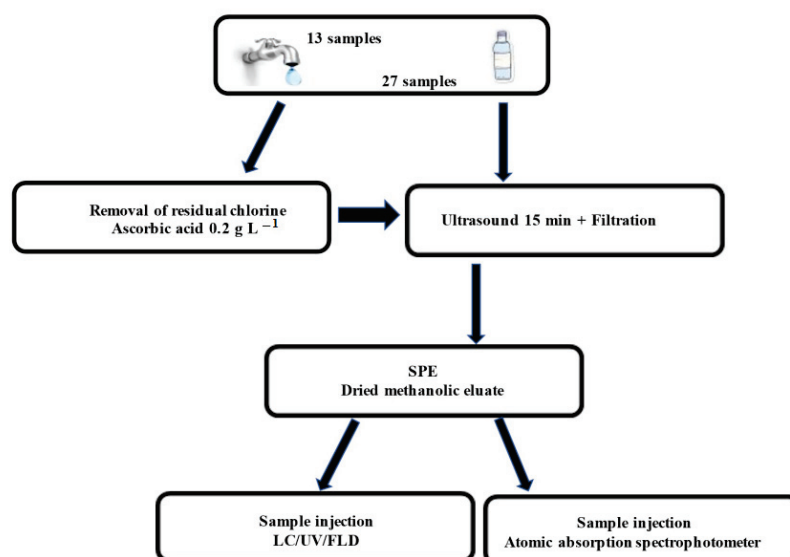 13 samples
27 samples
Removal of residual chlorine
Ascorbic acid 0.2 g L −1
Ultrasound 15 min + Filtration
SPE
Dried methanolic eluate
Sample injection
LC/UV/FLD
Sample injection
Atomic absorption spectrophotometer